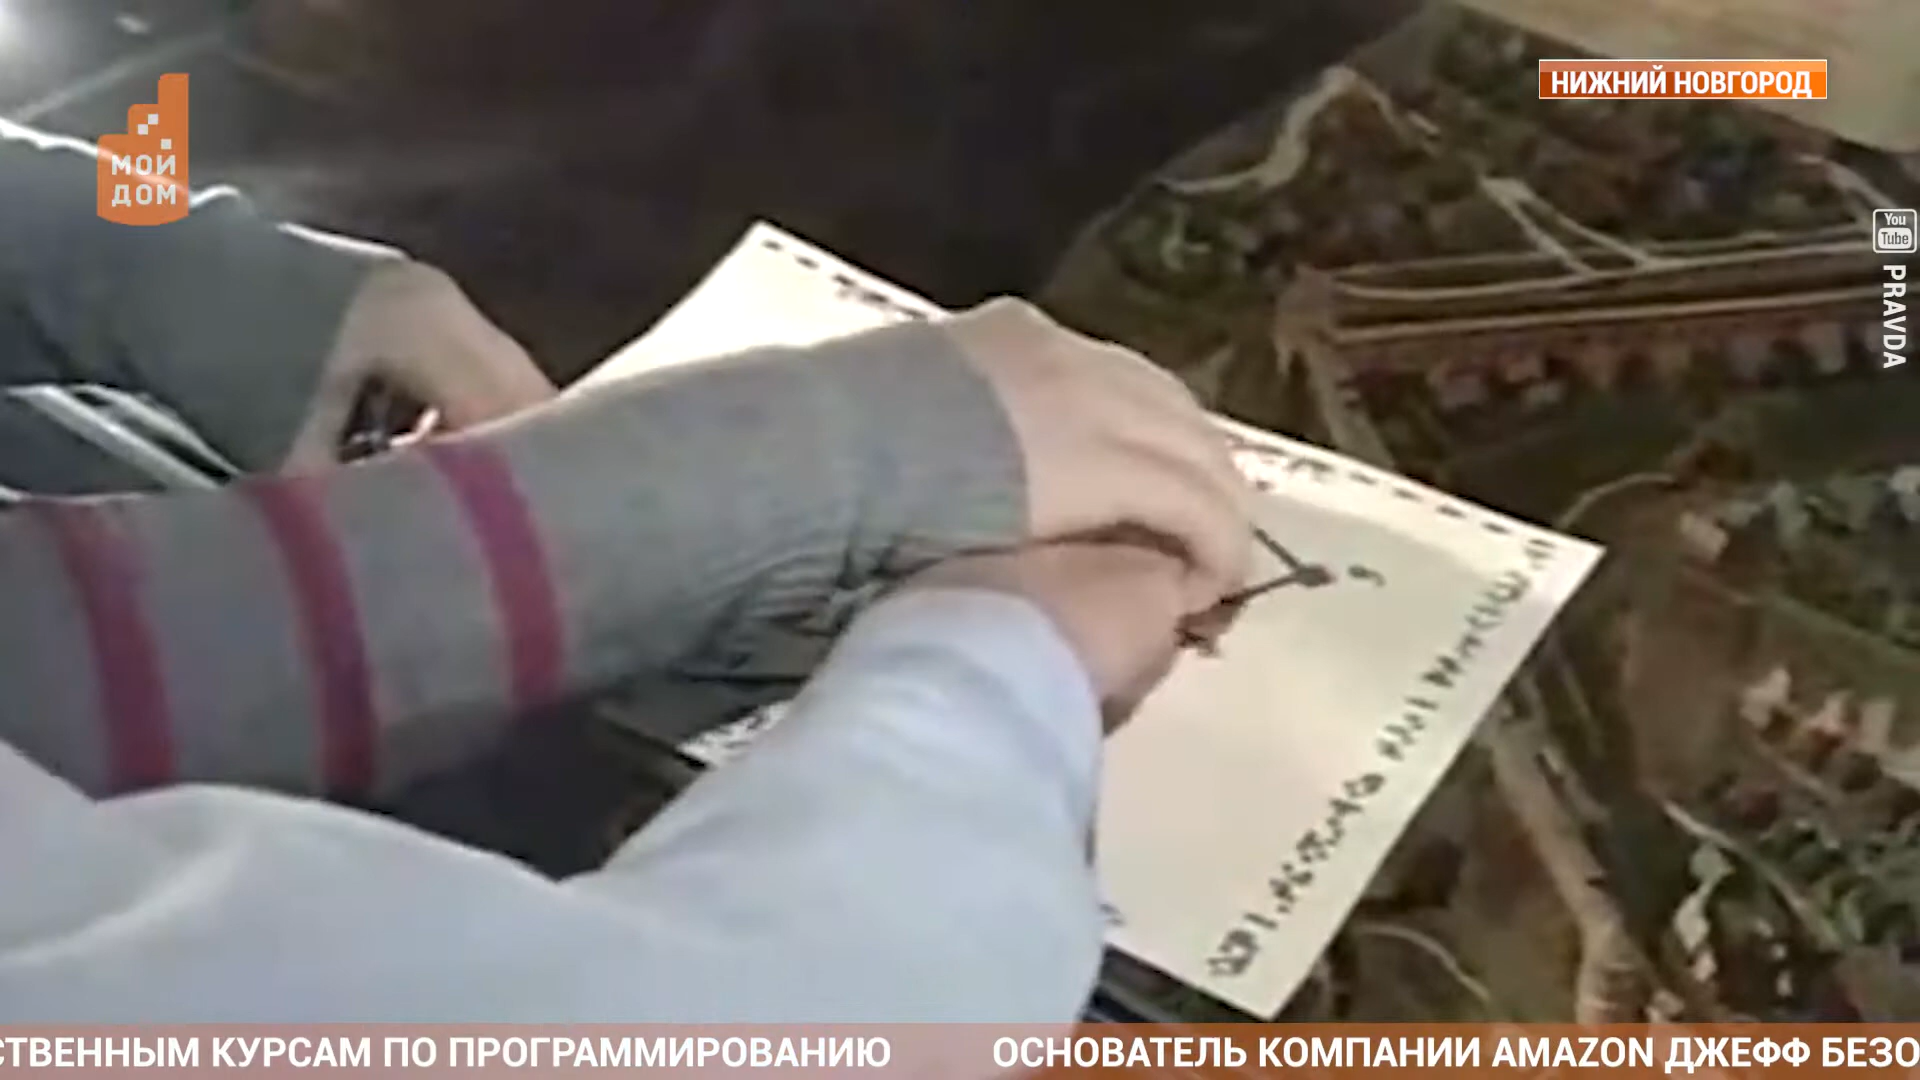 МОЙ
ДОМ
НИЖНИЙ НОВГОРОД
You
Tube
PRAVDA
СТВЕННЫМ КУРСАМ ПО ПРОГРАММИРОВАНИЮ ОСНОВАТЕЛЬ КОМПАНИИ AMAZON ДЖЕФФ БЕЗО